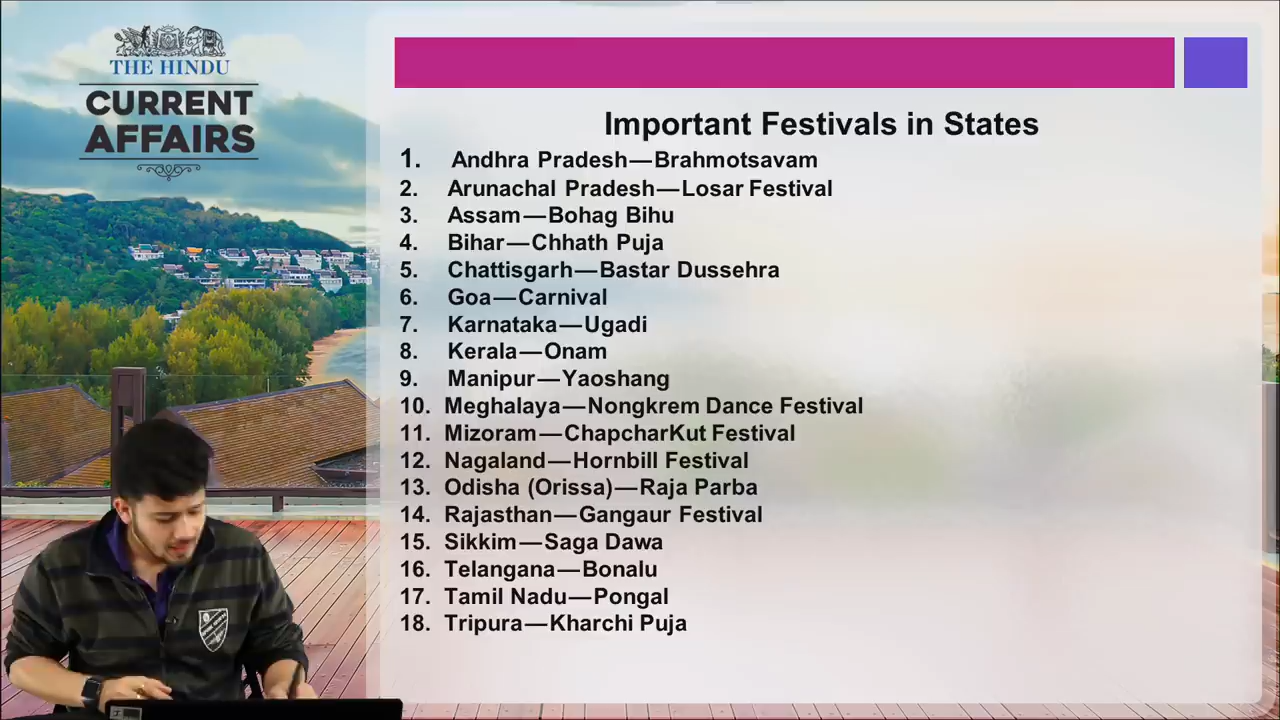 THE HINDU
CURRENT
AFFAIRS
Important Festivals in States
1. Andhra Pradesh—Brahmotsavam
2. Arunachal Pradesh—Losar Festival
3. Assam—Bohag Bihu
4. Bihar—Chhath Puja
5. Chattisgarh—Bastar Dussehra
6. Goa—Carnival
7. Karnataka—Ugadi
8. Kerala—Onam
9. Manipur—Yaoshang
10. Meghalaya—Nongkrem Dance Festival
11. Mizoram—ChapcharKut Festival
12. Nagaland—Hornbill Festival
13. Odisha (Orissa)—Raja Parba
14. Rajasthan—Gangaur Festival
15. Sikkim—Saga Dawa
16. Telangana—Bonalu
17. Tamil Nadu—Pongal
18. Tripura—Kharchi Puja